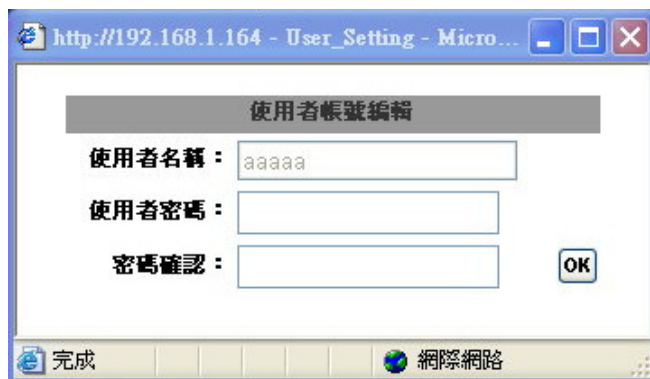 http://192.168.1.164 - User_Setting - Micro...
使用者帳號編輯
使用者名稱：aaaaa
使用者密碼：
密碼確認：
OK
完成 網際網路